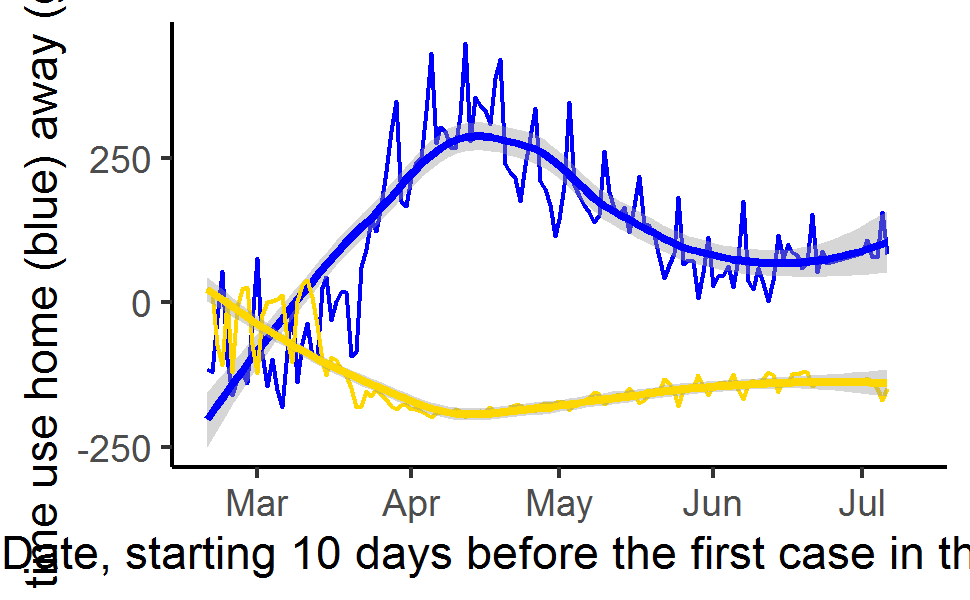 time use home (blue) away (
250
0
-250
Mar Apr May Jun Jul
Date, starting 10 days before the first case in th